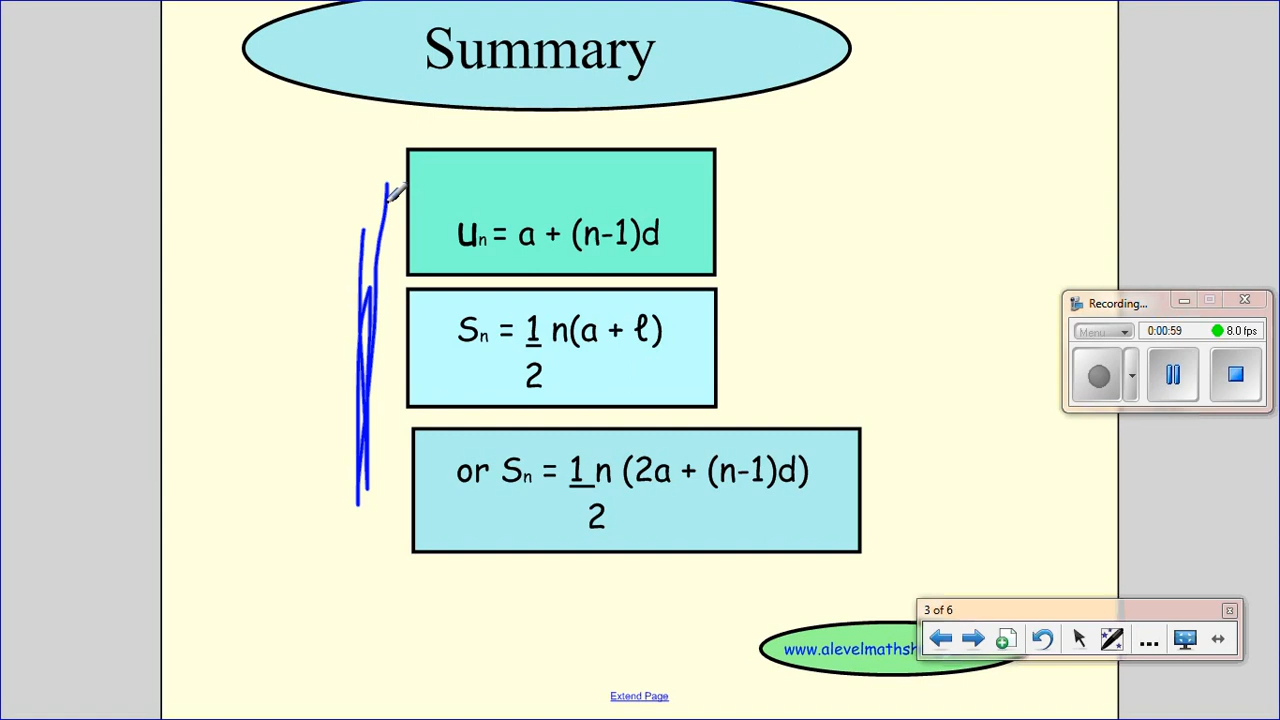 Summary
uₙ = a + (n-1)d
Sₙ = 1 n(a + ℓ)
2
or Sₙ = 1 n (2a + (n-1)d)
2
Recording...
Menu...
0:00:59
8.0 fps
3 of 6
www.alevelmathsh
Extend Page